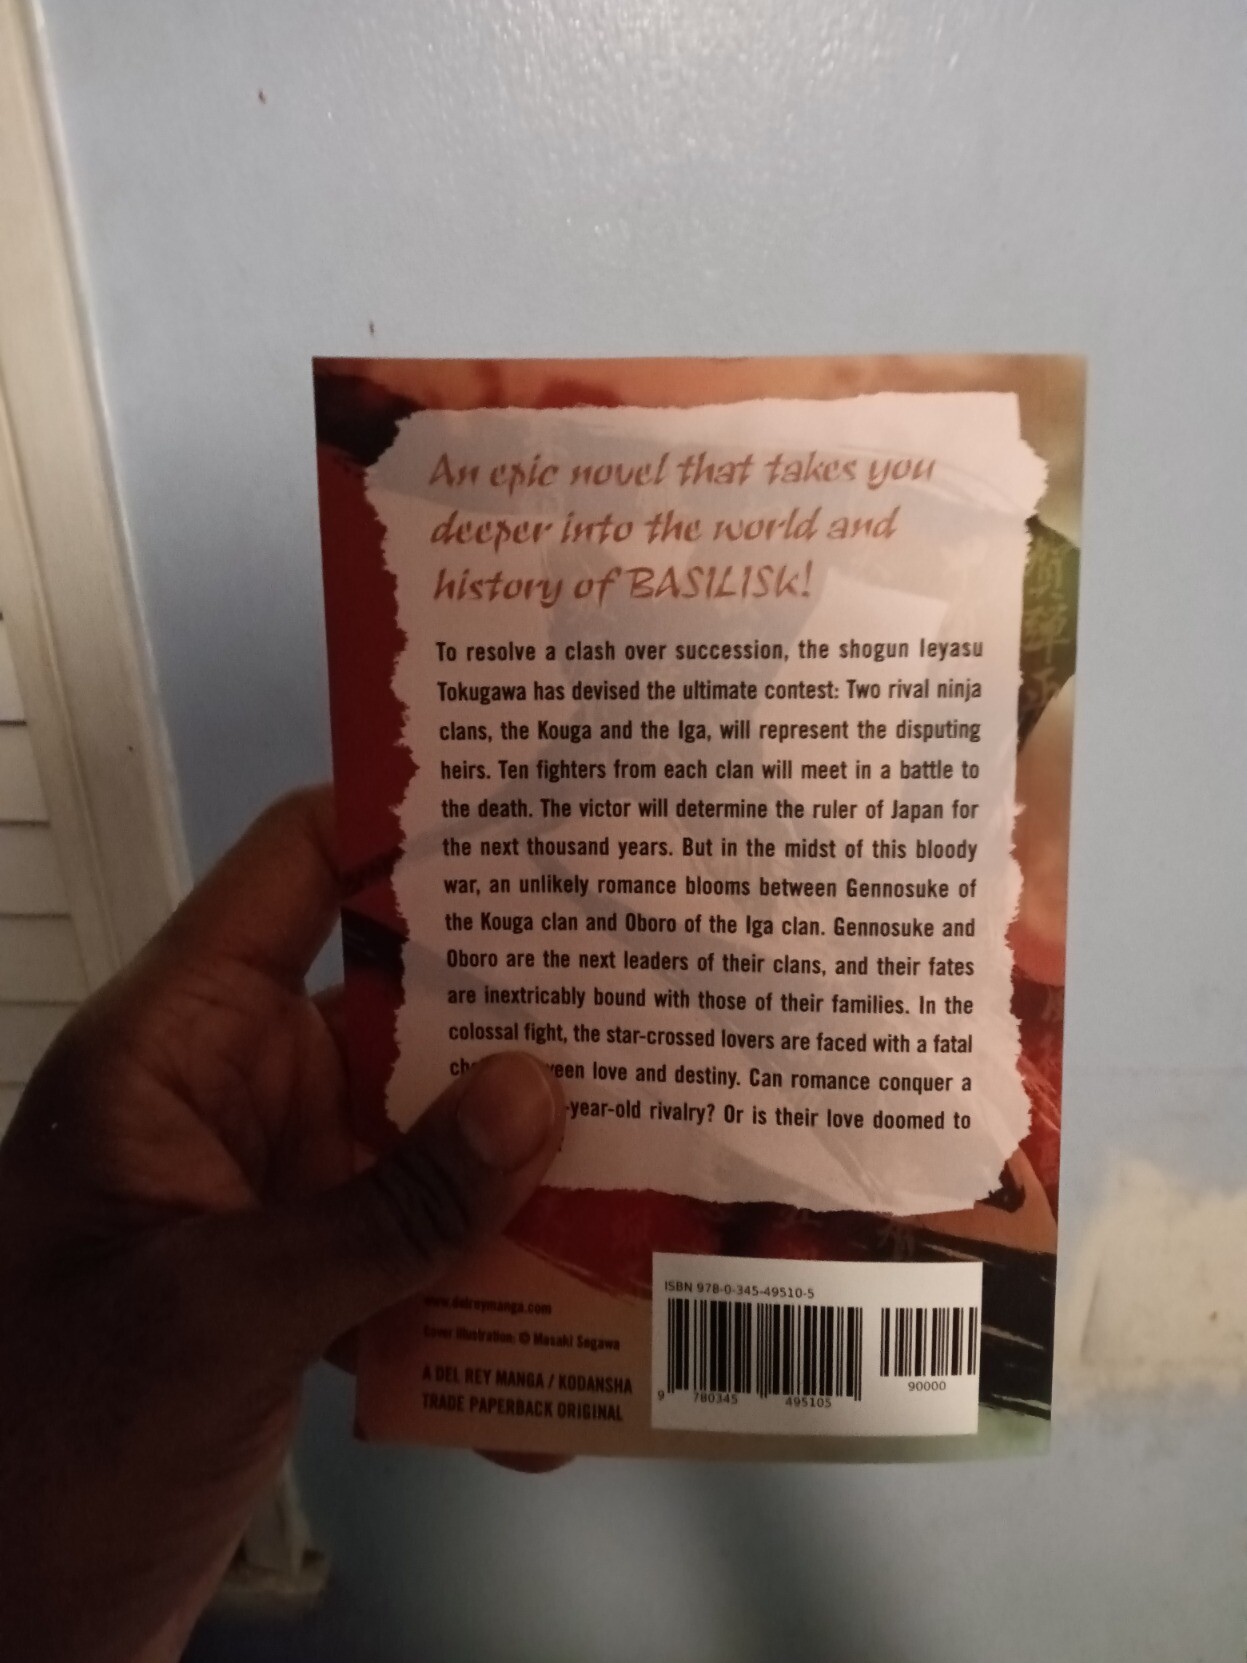 An epic novel that takes you
deeper into the world and
history of BASILISK!
To resolve a clash over succession, the shogun Ieyasu
Tokugawa has devised the ultimate contest: Two rival ninja
clans, the Kouga and the Iga, will represent the disputing
heirs. Ten fighters from each clan will meet in a battle to
the death. The victor will determine the ruler of Japan for
the next thousand years. But in the midst of this bloody
war, an unlikely romance blooms between Gennosuke of
the Kouga clan and Oboro of the Iga clan. Gennosuke and
Oboro are the next leaders of their clans, and their fates
are inextricably bound with those of their families. In the
colossal fight, the star-crossed lovers are faced with a fatal
love and destiny. Can romance conquer a
-year-old rivalry? Or is their love doomed to
ISBN 978-0-345-49510-5
www.delreymanga.com
Cover illustration: © Masaki Segawa
A DEL REY MANGA / KODANSHA
TRADE PAPERBACK ORIGINAL
90000
9 780345 495105